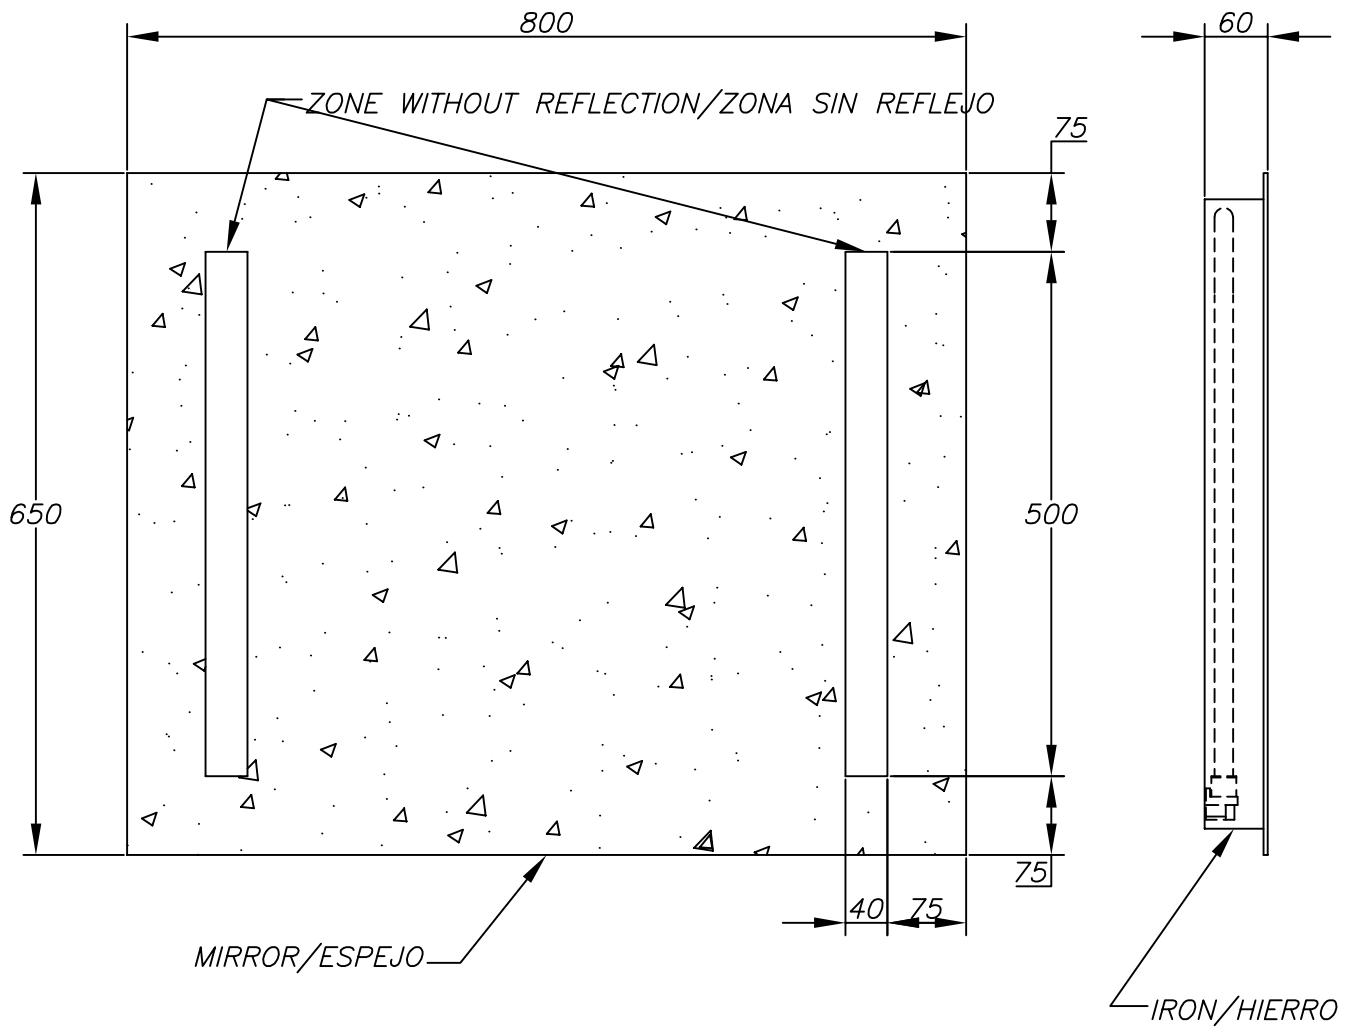 800
60
ZONE WITHOUT REFLECTION/ZONA SIN REFLEJO
75
650
500
75
40
75
MIRROR/ESPEJO
IRON/HIERRO